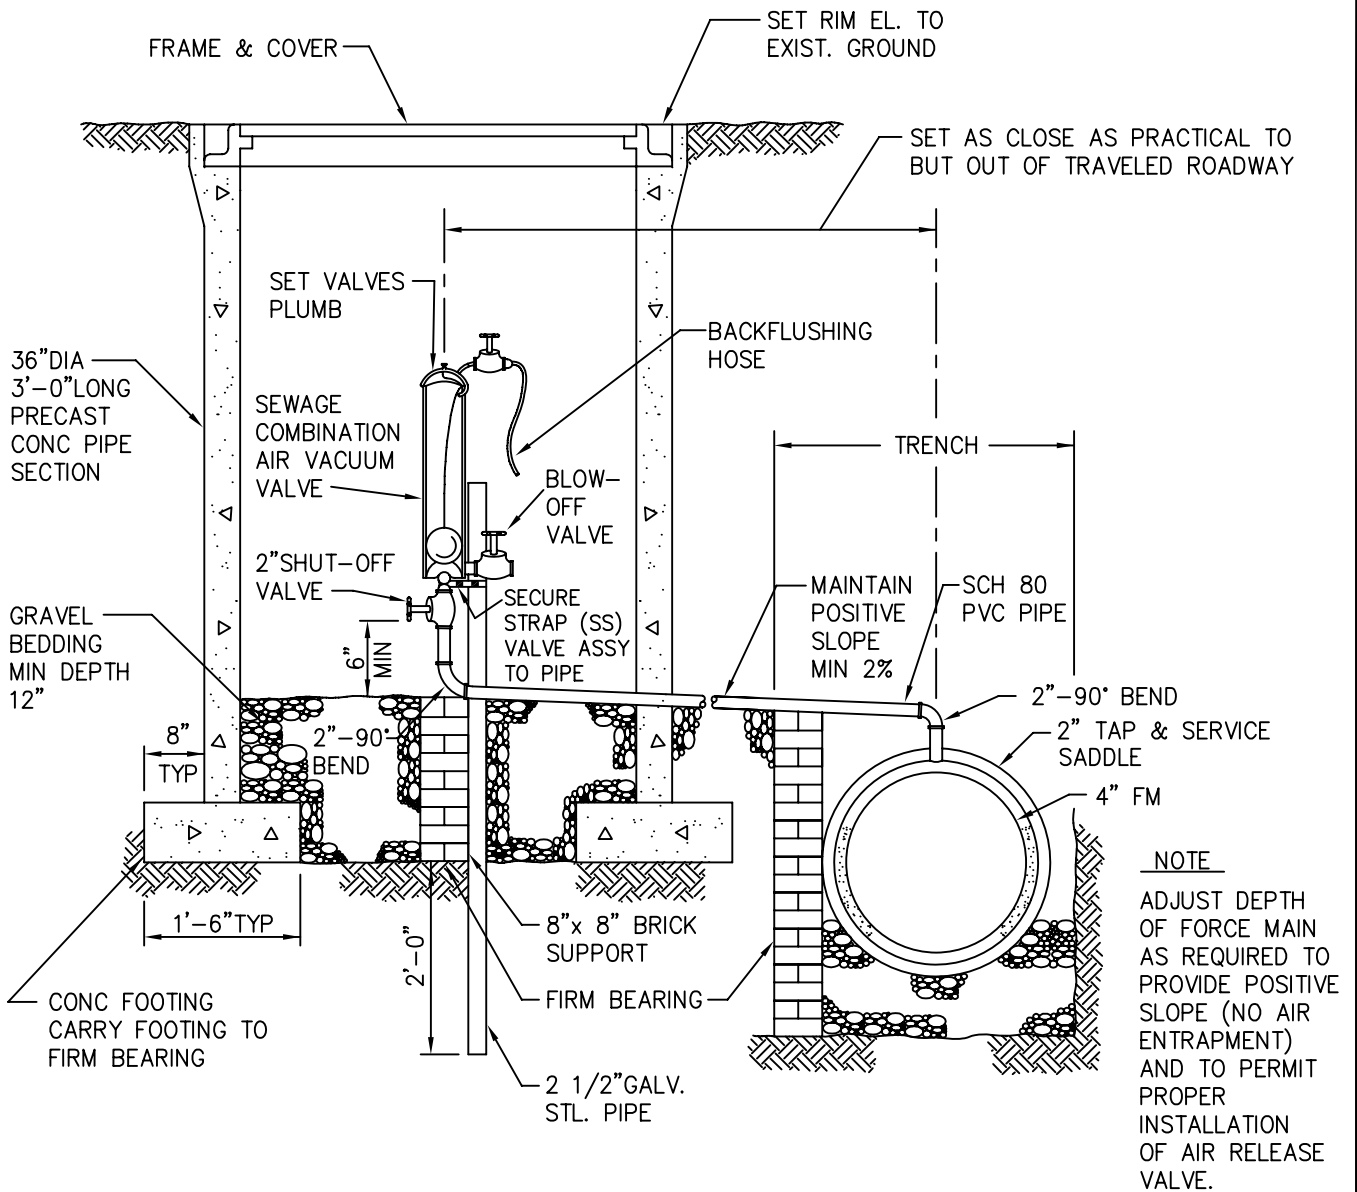 FRAME & COVER
SET RIM EL. TO
EXIST. GROUND
SET AS CLOSE AS PRACTICAL TO
BUT OUT OF TRAVELED ROADWAY
SET VALVES
PLUMB
BACKFLUSHING
HOSE
36"DIA
3'-0"LONG
PRECAST
CONC PIPE
SECTION
SEWAGE
COMBINATION
AIR VACUUM
VALVE
TRENCH
BLOW-
OFF
VALVE
2"SHUT-OFF
VALVE
SECURE
STRAP (SS)
VALVE ASSY
TO PIPE
MAINTAIN
POSITIVE
SLOPE
MIN 2%
SCH 80
PVC PIPE
GRAVEL
BEDDING
MIN DEPTH
12"
6"
MIN
2"-90° BEND
2" TAP & SERVICE
SADDLE
8"
TYP
2"-90°
BEND
4" FM
1'-6"TYP
2'-0"
8"x 8" BRICK
SUPPORT
FIRM BEARING
CONC FOOTING
CARRY FOOTING TO
FIRM BEARING
2 1/2"GALV.
STL. PIPE
NOTE
ADJUST DEPTH
OF FORCE MAIN
AS REQUIRED TO
PROVIDE POSITIVE
SLOPE (NO AIR
ENTRAPMENT)
AND TO PERMIT
PROPER
INSTALLATION
OF AIR RELEASE
VALVE.